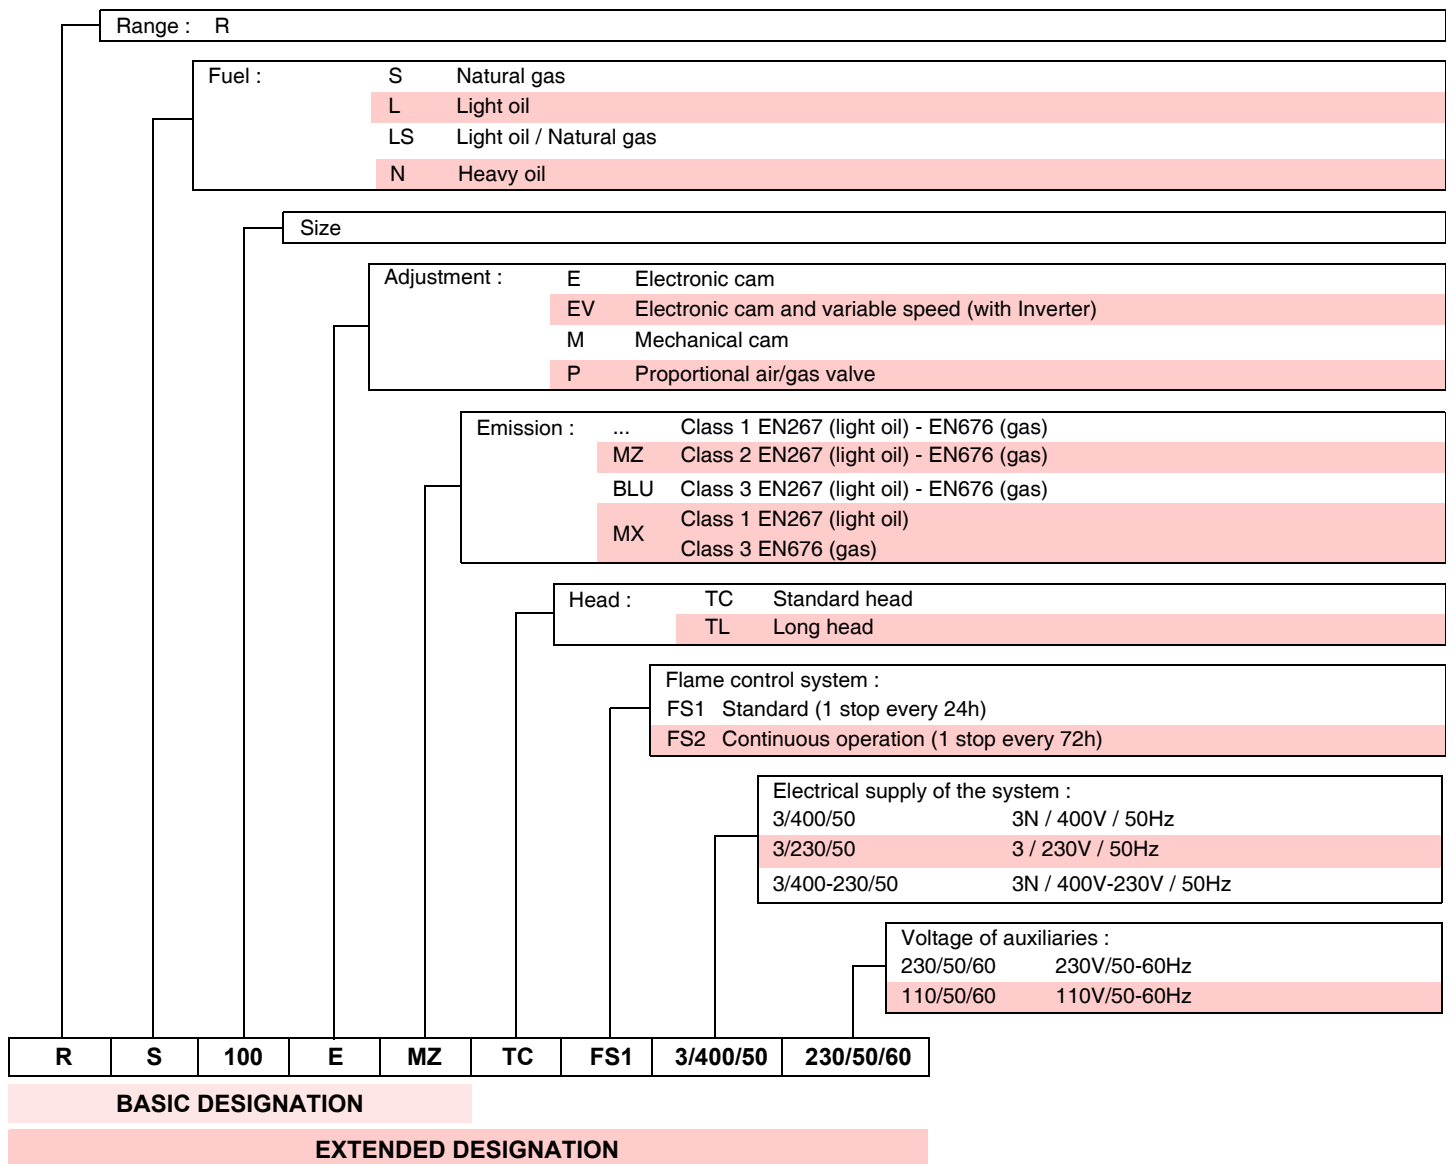 Range : R
Fuel : S Natural gas
L Light oil
LS Light oil / Natural gas
N Heavy oil
Size
Adjustment : E Electronic cam
EV Electronic cam and variable speed (with Inverter)
M Mechanical cam
P Proportional air/gas valve
Emission : ... Class 1 EN267 (light oil) - EN676 (gas)
MZ Class 2 EN267 (light oil) - EN676 (gas)
BLU Class 3 EN267 (light oil) - EN676 (gas)
MX Class 1 EN267 (light oil)
Class 3 EN676 (gas)
Head : TC Standard head
TL Long head
Flame control system :
FS1 Standard (1 stop every 24h)
FS2 Continuous operation (1 stop every 72h)
Electrical supply of the system :
3/400/50 3N / 400V / 50Hz
3/230/50 3 / 230V / 50Hz
3/400-230/50 3N / 400V-230V / 50Hz
Voltage of auxiliaries :
230/50/60 230V/50-60Hz
110/50/60 110V/50-60Hz
R S 100 E MZ TC FS1 3/400/50 230/50/60
BASIC DESIGNATION
EXTENDED DESIGNATION